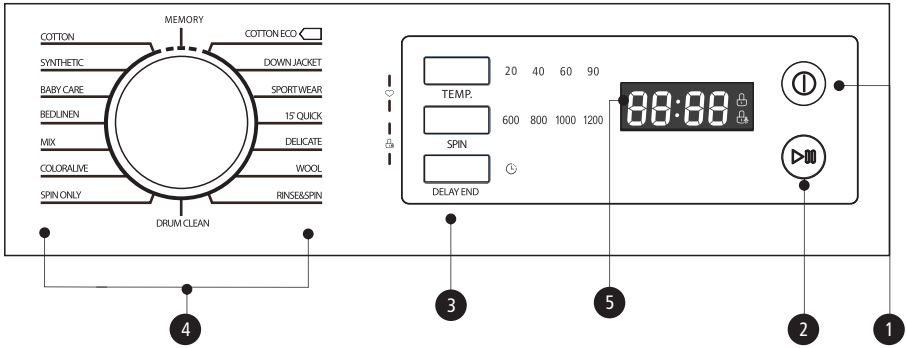 MEMORY
COTTON
SYNTHETIC
BABY CARE
BEDLINEN
MIX
COLORALIVE
SPIN ONLY
COTTON ECO
DOWN JACKET
SPORT WEAR
15' QUICK
DELICATE
WOOL
RINSE&SPIN
DRUM CLEAN
20 40 60 90
TEMP.
600 800 1000 1200
SPIN
DELAY END
88:88
1
2
3
4
5